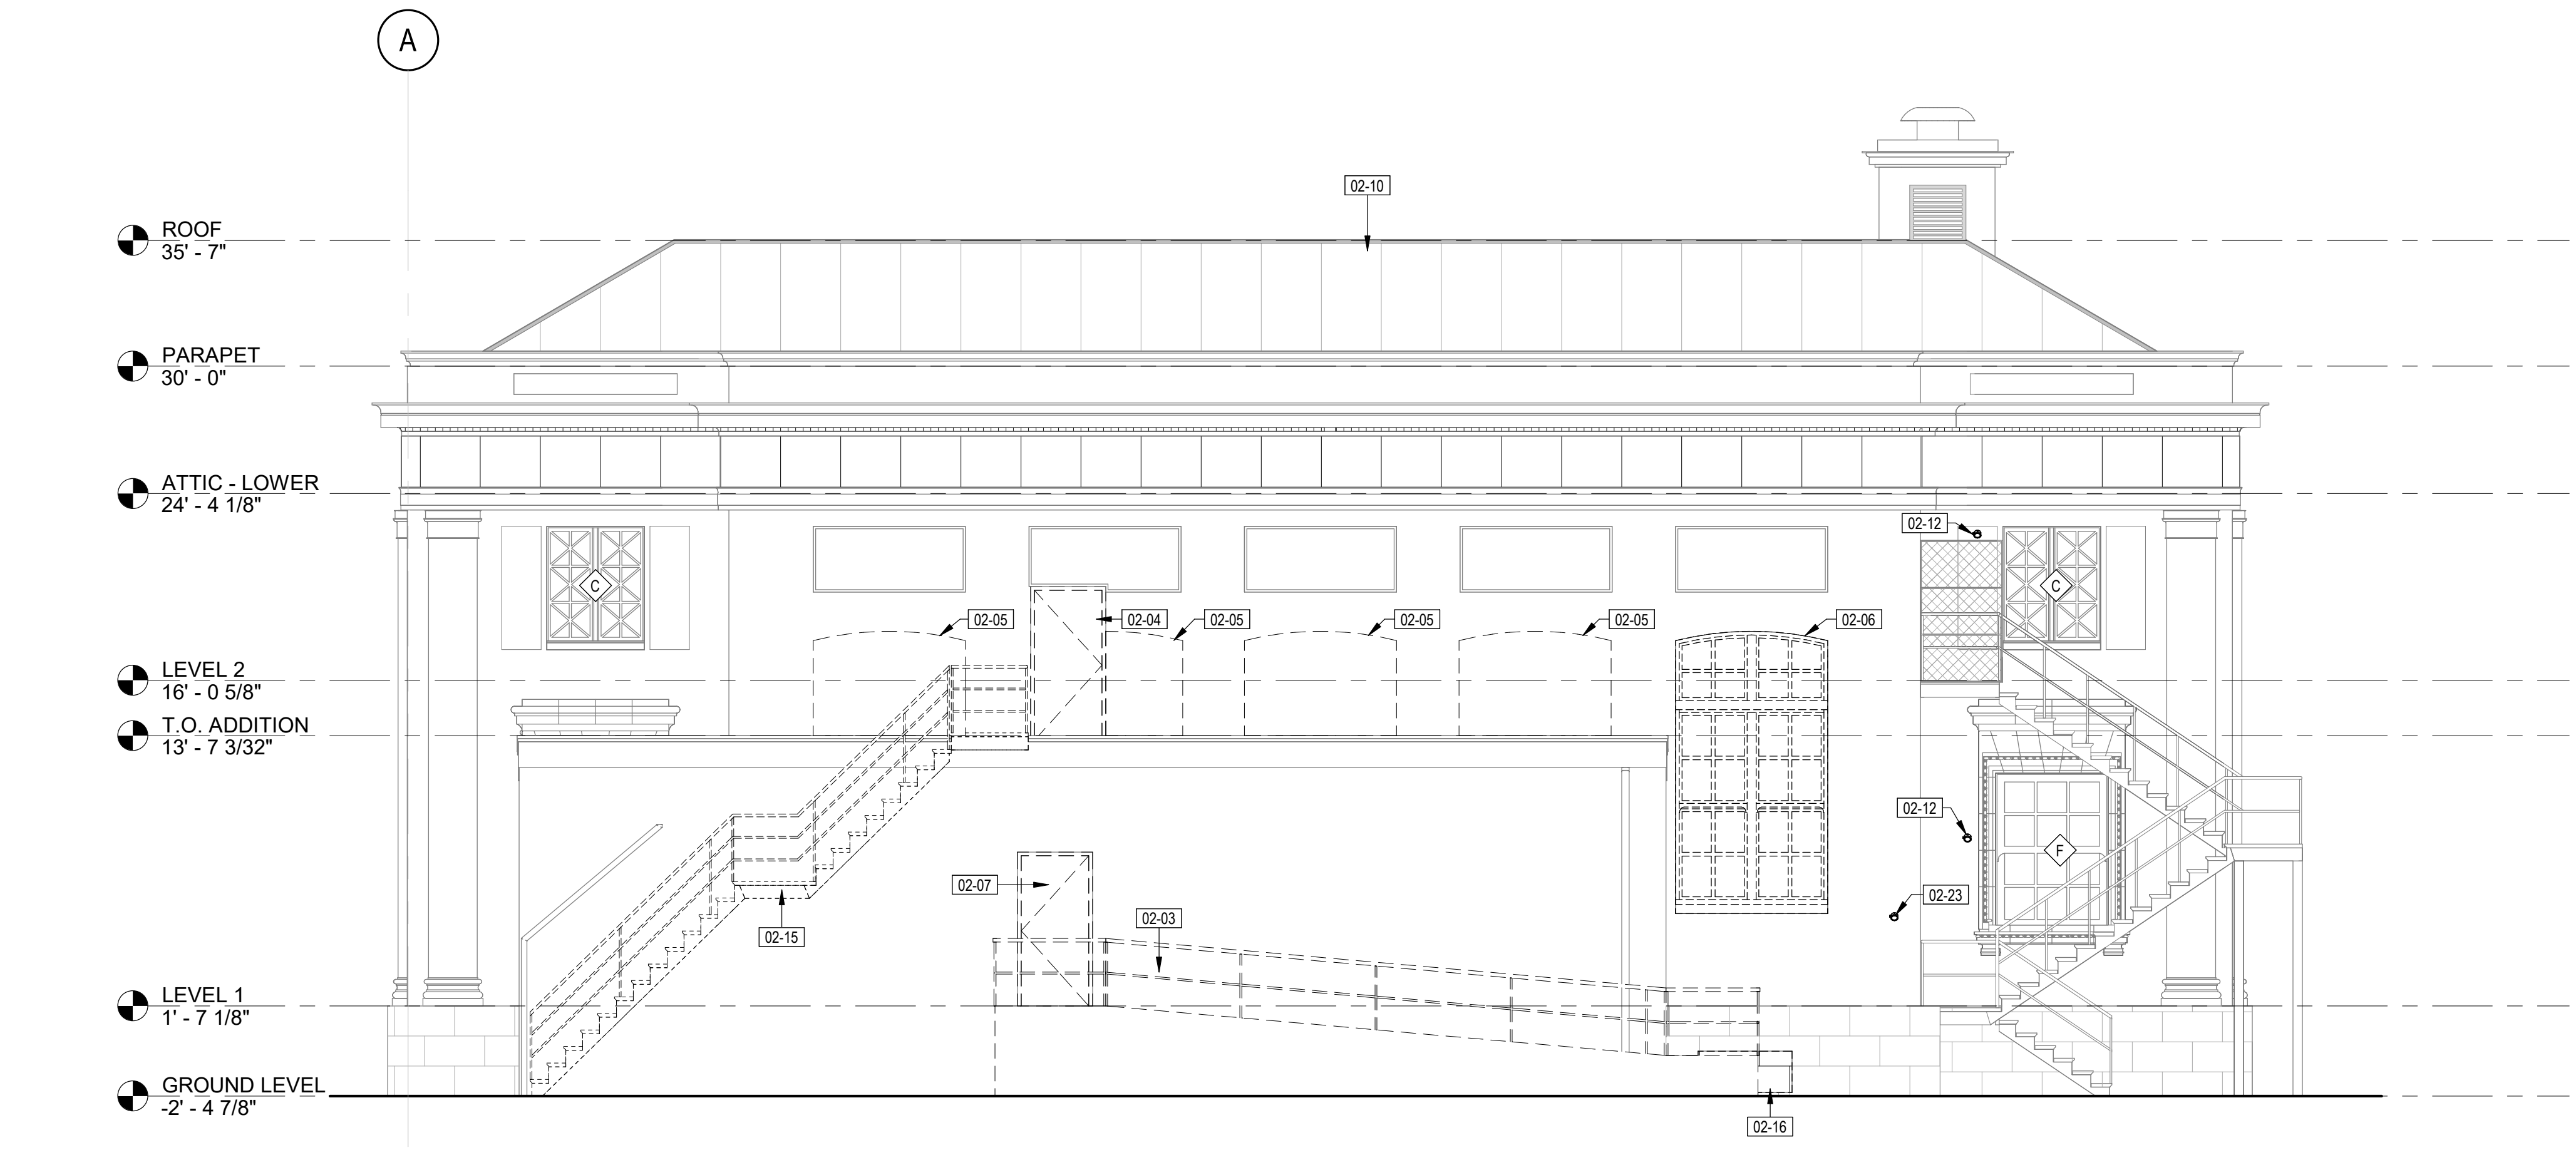 A
02-10
ROOF
35' - 7"
PARAPET
30' - 0"
ATTIC - LOWER
24' - 4 1/8"
02-12
C
C
02-05
02-04
02-05
02-05
02-05
02-06
LEVEL 2
16' - 0 5/8"
T.O. ADDITION
13' - 7 3/32"
02-12
F
02-07
02-23
02-03
02-15
LEVEL 1
1' - 7 1/8"
GROUND LEVEL
-2' - 4 7/8"
02-16